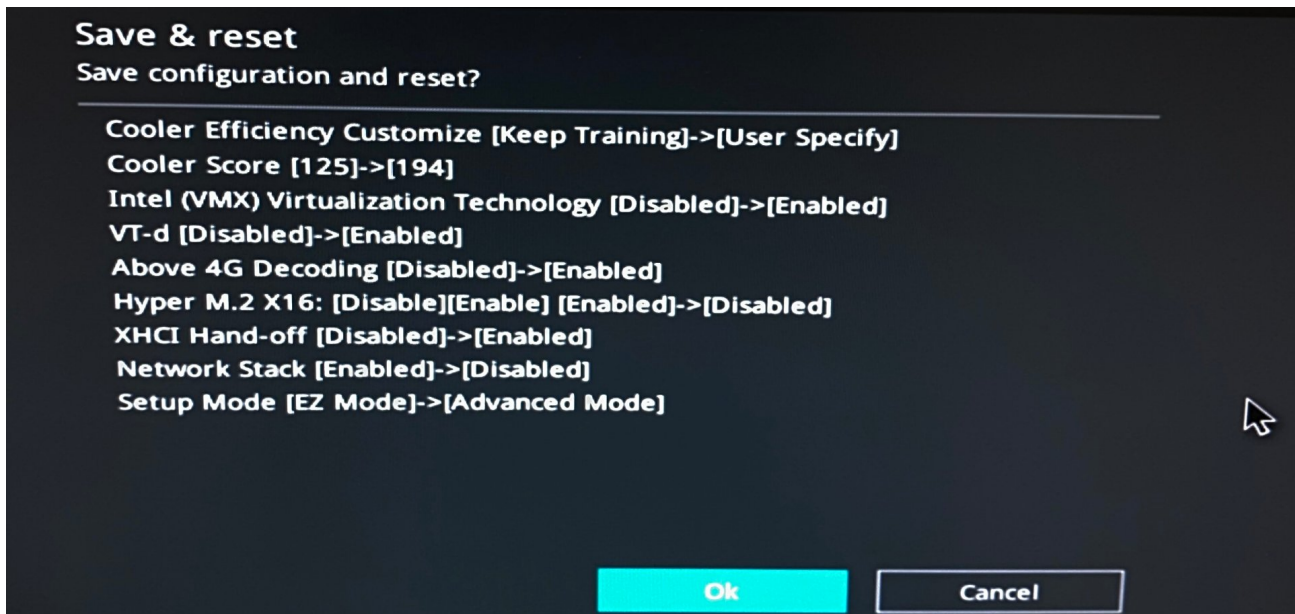 Save & reset
Save configuration and reset?
Cooler Efficiency Customize [Keep Training]->[User Specify]
Cooler Score [125]->[194]
Intel (VMX) Virtualization Technology [Disabled]->[Enabled]
VT-d [Disabled]->[Enabled]
Above 4G Decoding [Disabled]->[Enabled]
Hyper M.2 X16: [Disable][Enable] [Enabled]->[Disabled]
XHCI Hand-off [Disabled]->[Enabled]
Network Stack [Enabled]->[Disabled]
Setup Mode [EZ Mode]->[Advanced Mode]
Ok Cancel